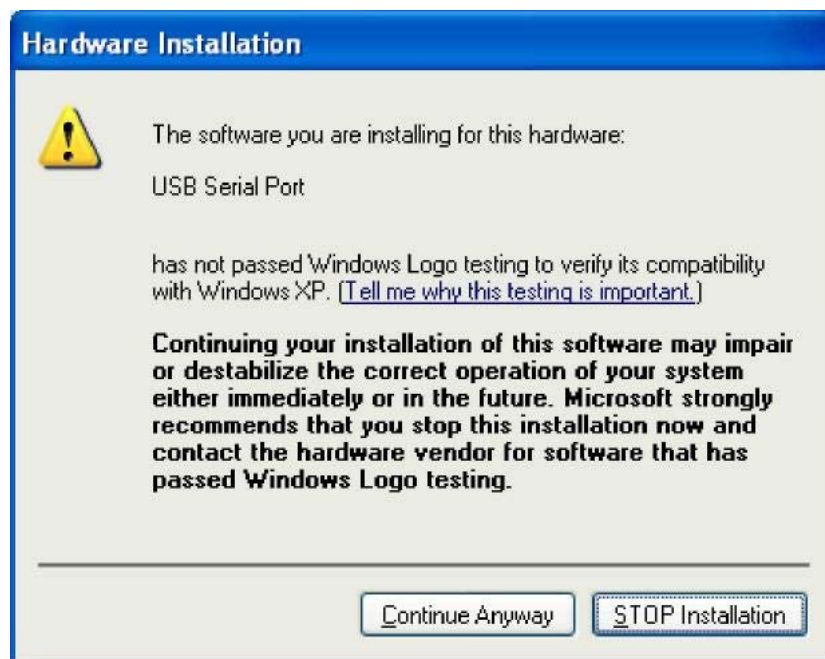 Hardware Installation
The software you are installing for this hardware:
USB Serial Port
has not passed Windows Logo testing to verify its compatibility
with Windows XP. (Tell me why this testing is important.)
Continuing your installation of this software may impair
or destabilize the correct operation of your system
either immediately or in the future. Microsoft strongly
recommends that you stop this installation now and
contact the hardware vendor for software that has
passed Windows Logo testing.
Continue Anyway
STOP Installation